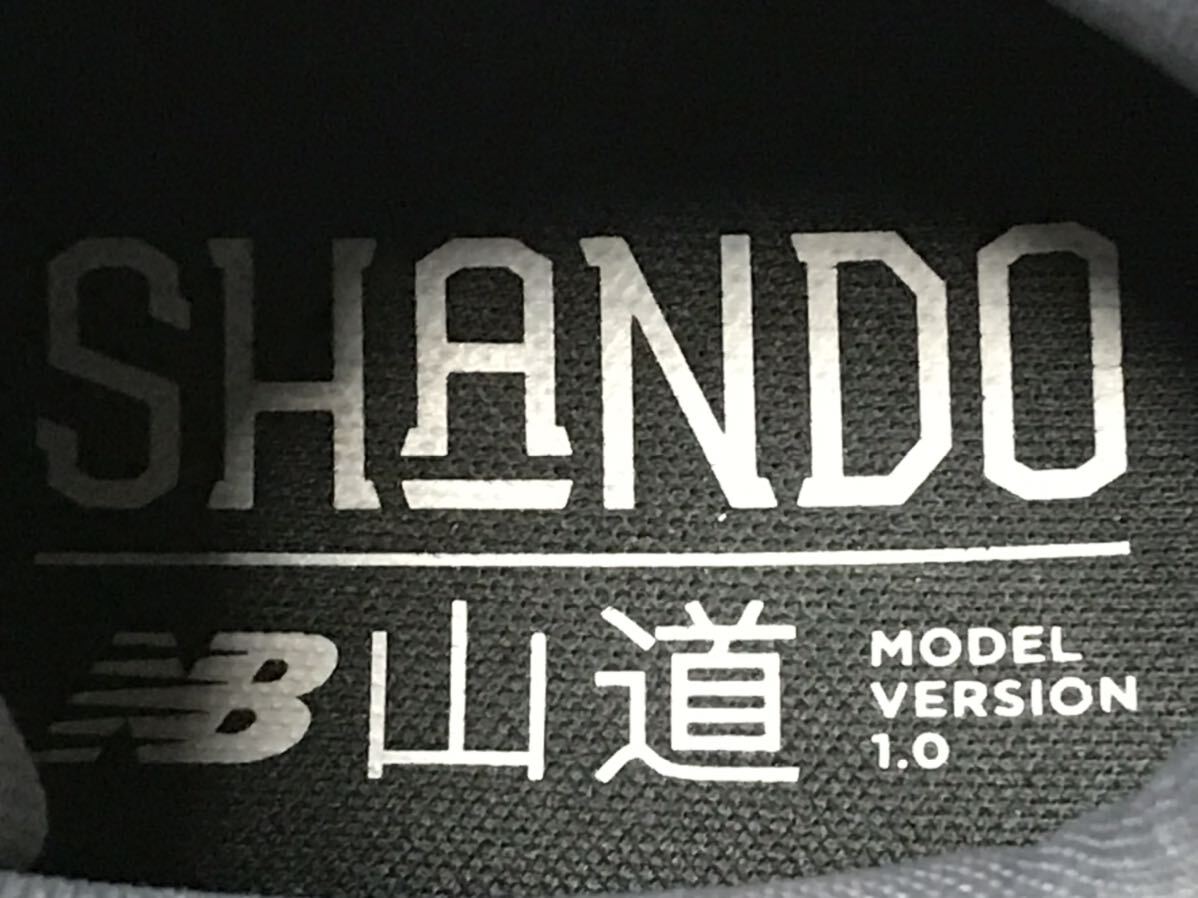 SHANDO
NB 山道 MODEL
VERSION
1.0